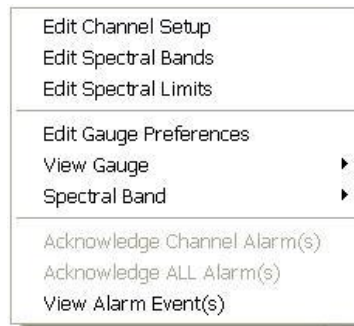 Edit Channel Setup
Edit Spectral Bands
Edit Spectral Limits
Edit Gauge Preferences
View Gauge
Spectral Band
Acknowledge Channel Alarm(s)
Acknowledge ALL Alarm(s)
View Alarm Event(s)